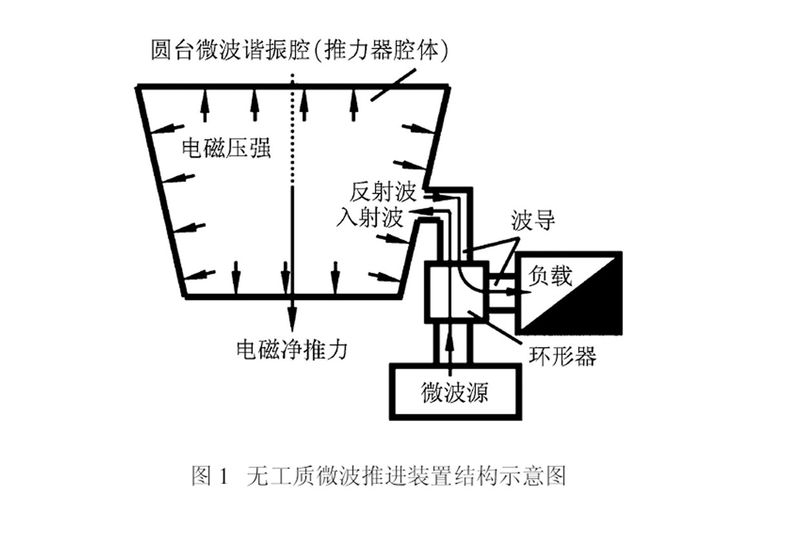 圆台微波谐振腔(推力器腔体)
电磁压强
反射波
入射波
波导
负载
电磁净推力
环形器
微波源
图 1 无工质微波推进装置结构示意图